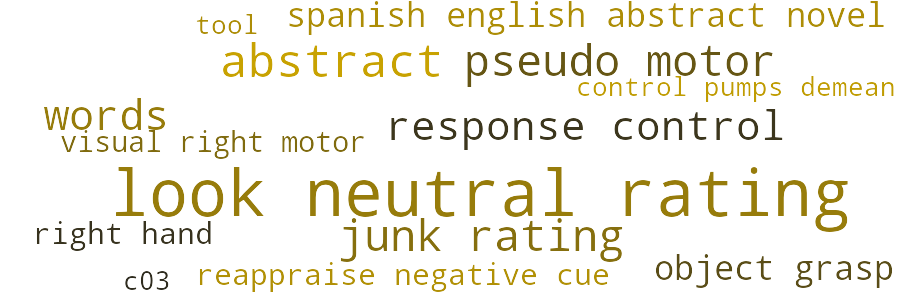 spanish english abstract novel
tool
abstract
pseudo motor
control pumps demean
words
response control
visual right motor
look neutral rating
right hand
junk rating
object grasp
c03
reappraise negative cue